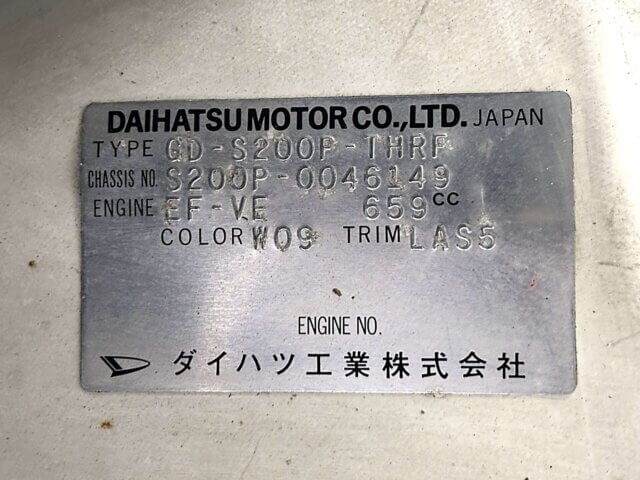 DAIHATSU MOTOR CO.,LTD. JAPAN
TYPE GD-S200P-THRF
CHASSIS NO. S200P-0046149
ENGINE EF-VE 659CC
COLOR W09 TRIM LAS5
ENGINE NO.
ダイハツ工業株式会社